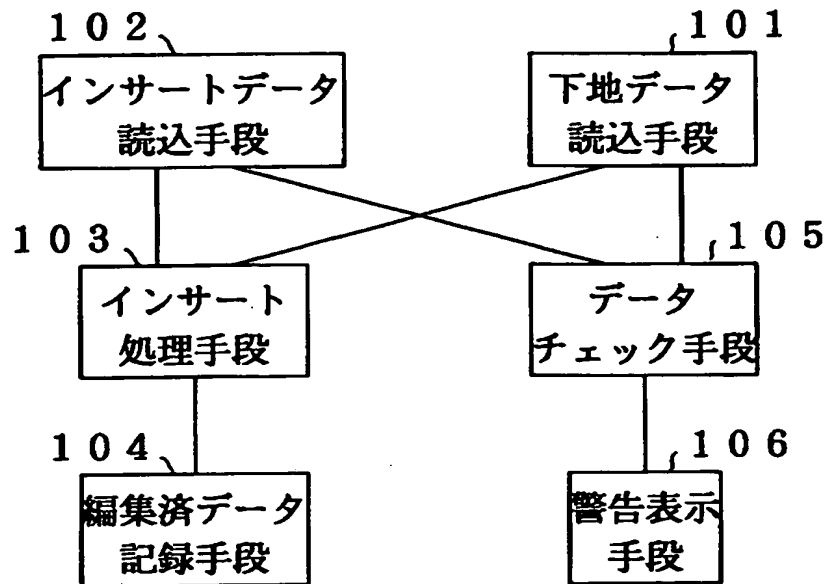 １０２
インサートデータ
読込手段
１０１
下地データ
読込手段
１０３
インサート
処理手段
１０５
データ
チェック手段
１０４
編集済データ
記録手段
１０６
警告表示
手段